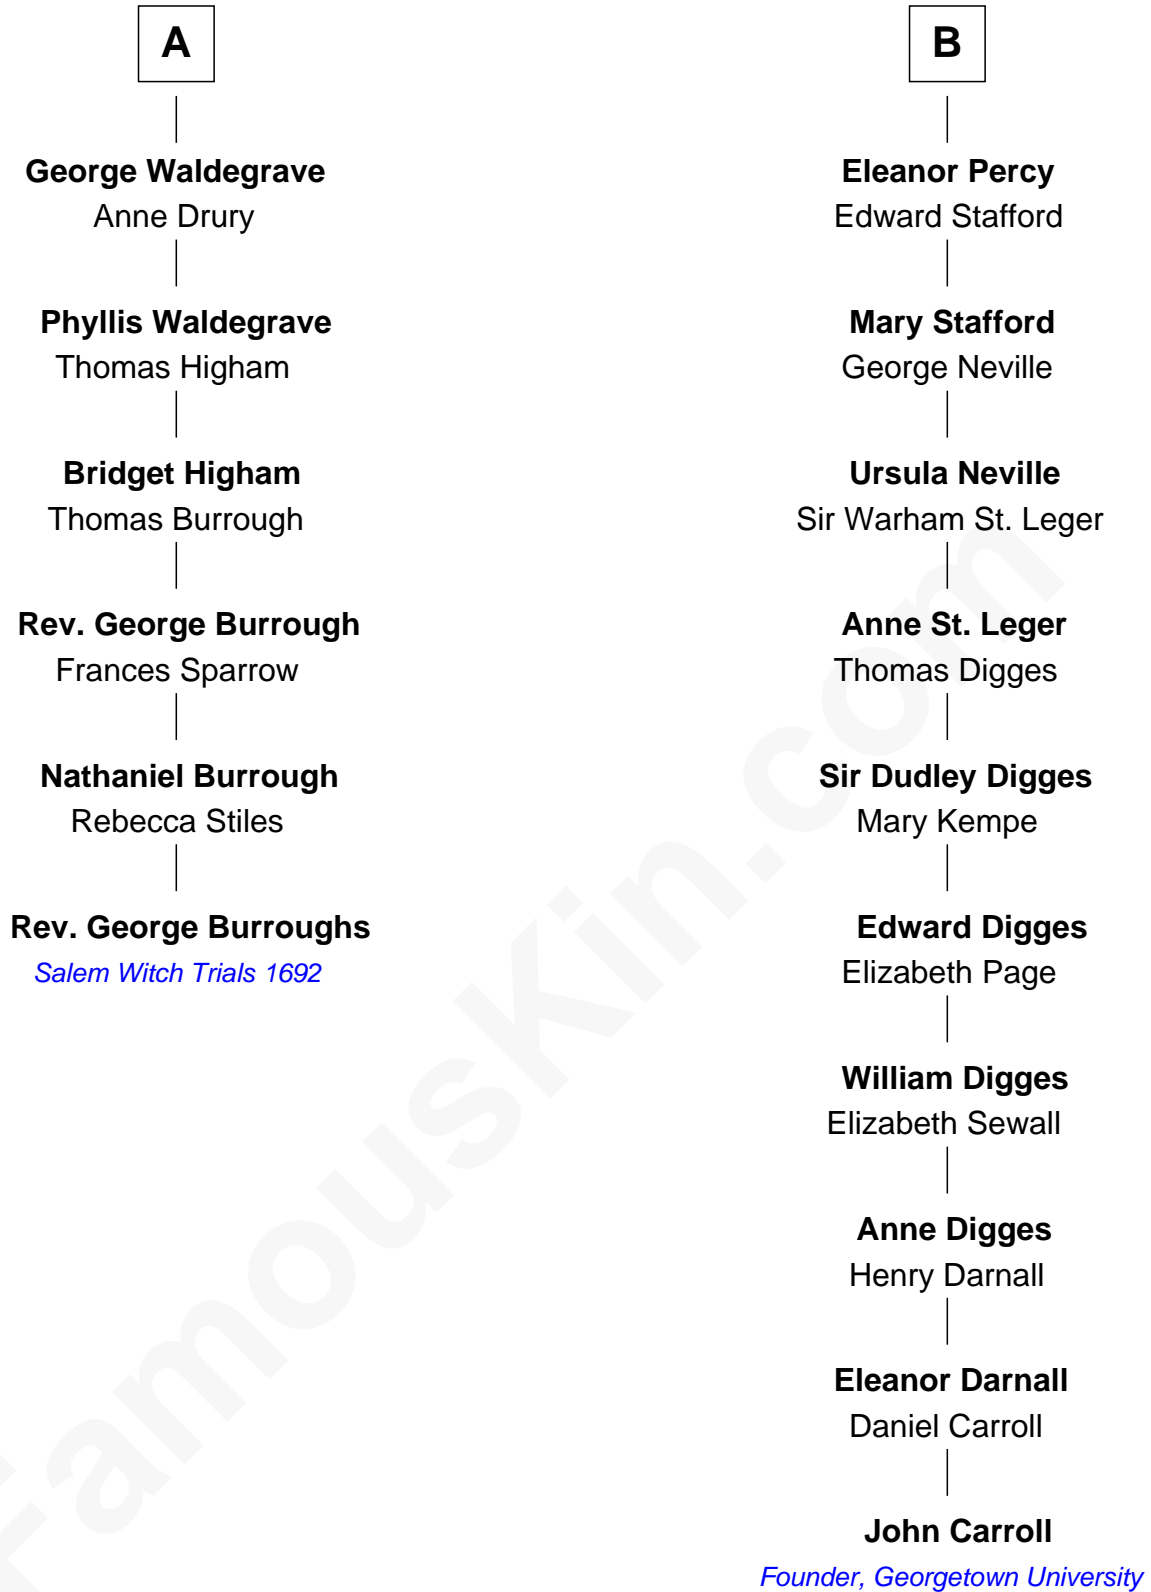 A
George Waldegrave
Anne Drury
Phyllis Waldegrave
Thomas Higham
Bridget Higham
Thomas Burrough
Rev. George Burrough
Frances Sparrow
Nathaniel Burrough
Rebecca Stiles
Rev. George Burroughs
Salem Witch Trials 1692
B
Eleanor Percy
Edward Stafford
Mary Stafford
George Neville
Ursula Neville
Sir Warham St. Leger
Anne St. Leger
Thomas Digges
Sir Dudley Digges
Mary Kempe
Edward Digges
Elizabeth Page
William Digges
Elizabeth Sewall
Anne Digges
Henry Darnall
Eleanor Darnall
Daniel Carroll
John Carroll
Founder, Georgetown University
FamousKin.com